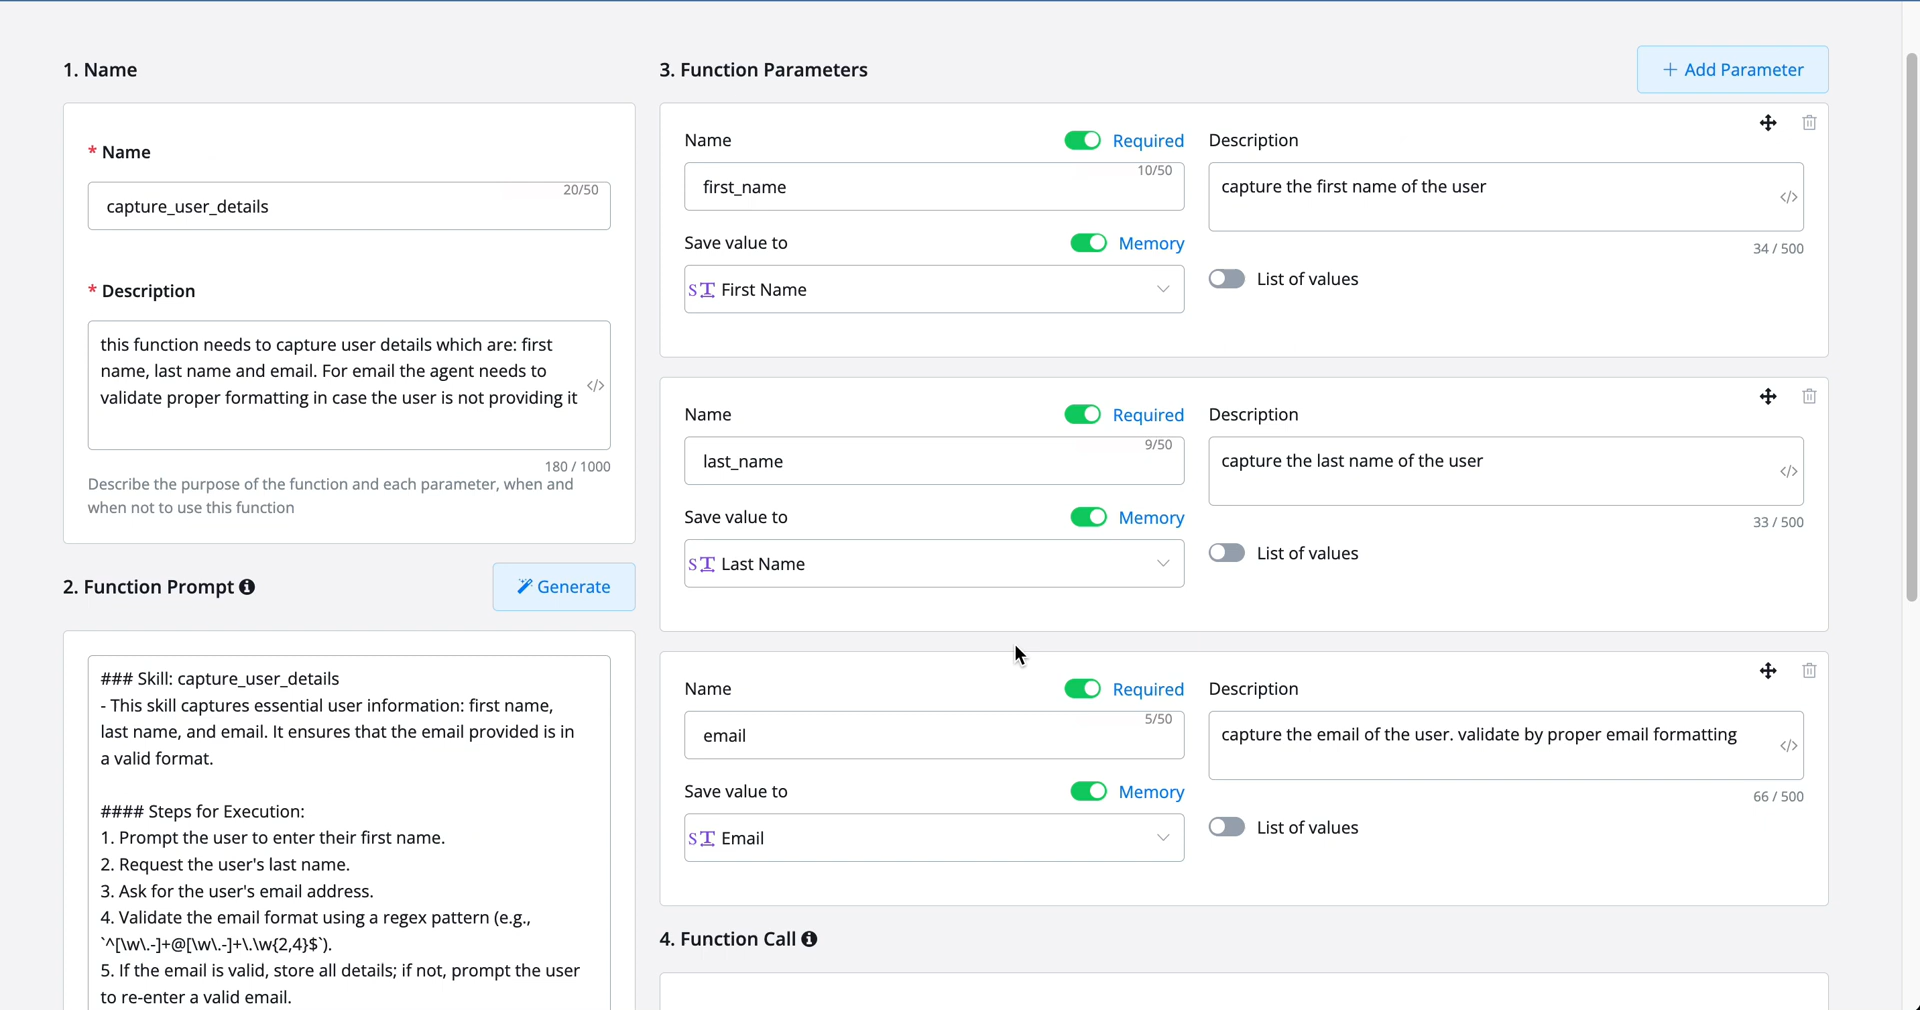 1. Name
* Name
20/50
capture_user_details
* Description
this function needs to capture user details which are: first
name, last name and email. For email the agent needs to
validate proper formatting in case the user is not providing it
</>
180 / 1000
Describe the purpose of the function and each parameter, when and
when not to use this function
2. Function Prompt
Generate
### Skill: capture_user_details
- This skill captures essential user information: first name,
last name, and email. It ensures that the email provided is in
a valid format.
#### Steps for Execution:
1. Prompt the user to enter their first name.
2. Request the user's last name.
3. Ask for the user's email address.
4. Validate the email format using a regex pattern (e.g.,
`^[\w\.-]+@[\w\.-]+\.\w{2,4}$`).
5. If the email is valid, store all details; if not, prompt the user
to re-enter a valid email.
3. Function Parameters
+ Add Parameter
Name
Required
10/50
first_name
Save value to
Memory
ST First Name
Description
capture the first name of the user
</>
34 / 500
List of values
Name
Required
9/50
last_name
Save value to
Memory
ST Last Name
Description
capture the last name of the user
</>
33 / 500
List of values
Name
Required
5/50
email
Save value to
Memory
ST Email
Description
capture the email of the user. validate by proper email formatting
</>
66 / 500
List of values
4. Function Call